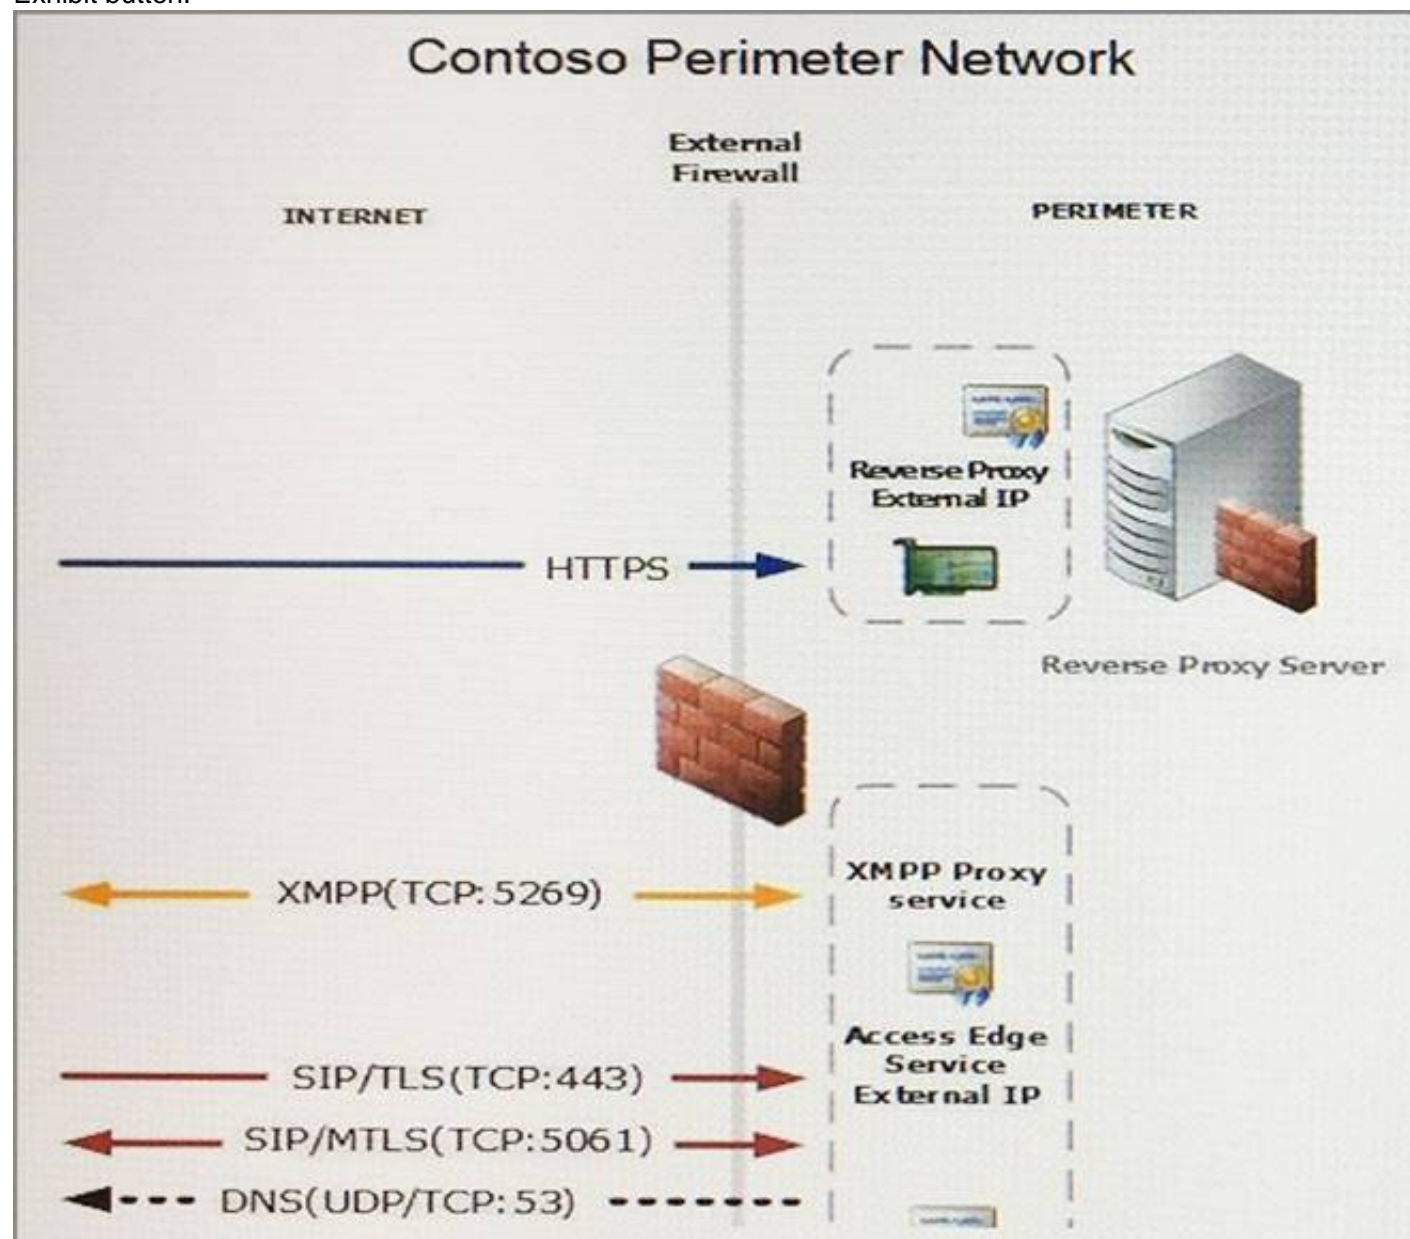 Exhibit button.
Contoso Perimeter Network
External
Firewall
INTERNET
PERIMETER
Reverse Proxy
External IP
HTTPS
Reverse Proxy Server
XMPP(TCP:5269)
XMPP Proxy
service
Access Edge
Service
External IP
SIP/TLS(TCP:443)
SIP/MTLS(TCP:5061)
DNS(UDP/TCP:53)